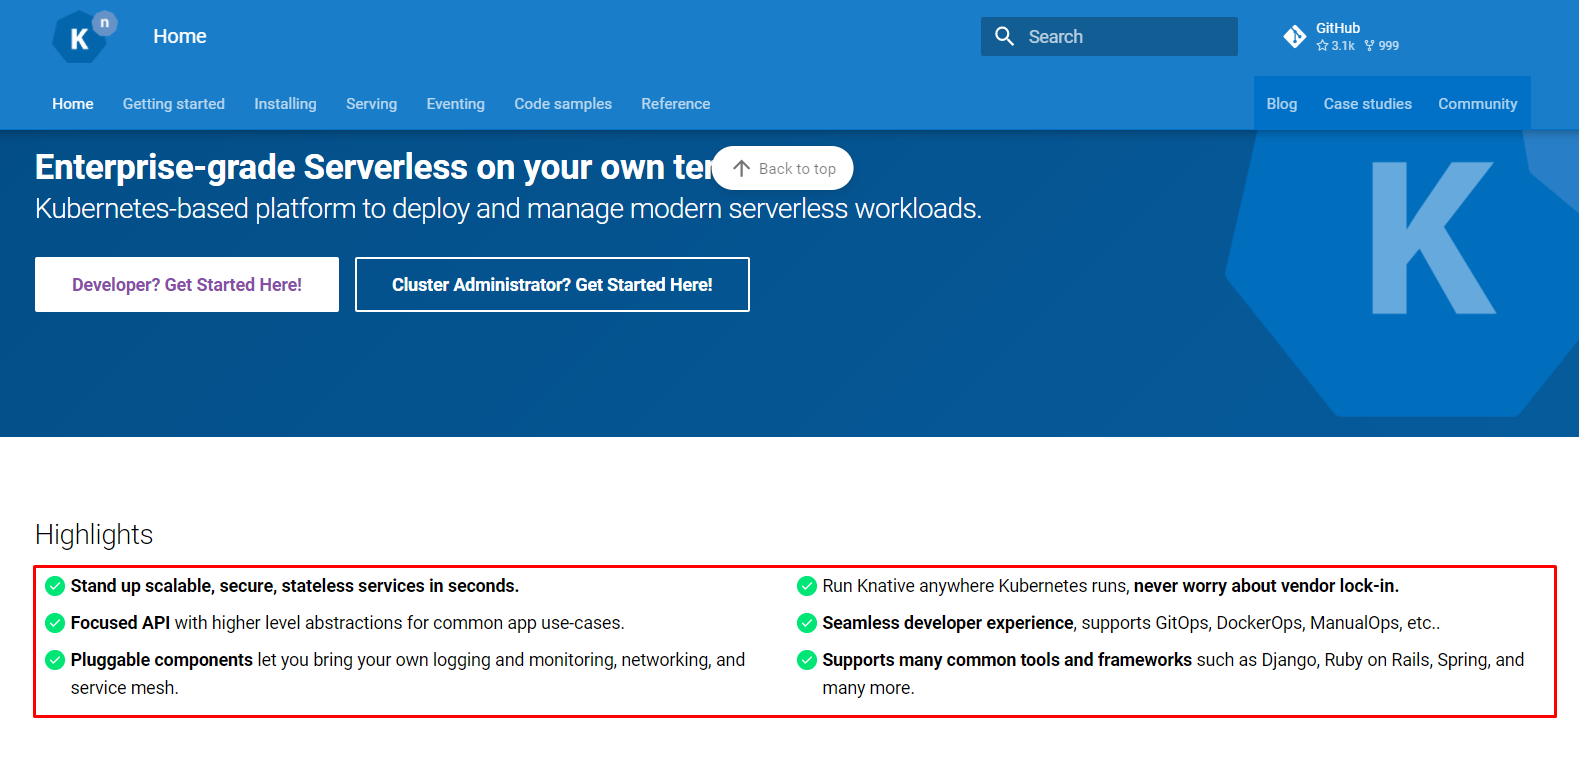 K n
Home
Search
GitHub
3.1k 999
Home Getting started Installing Serving Eventing Code samples Reference
Blog Case studies Community
Enterprise-grade Serverless on your own
Back to top
Kubernetes-based platform to deploy and manage modern serverless workloads.
Developer? Get Started Here!
Cluster Administrator? Get Started Here!
K
Highlights
Stand up scalable, secure, stateless services in seconds.
Focused API with higher level abstractions for common app use-cases.
Pluggable components let you bring your own logging and monitoring, networking, and
service mesh.
Run Knative anywhere Kubernetes runs, never worry about vendor lock-in.
Seamless developer experience, supports GitOps, DockerOps, ManualOps, etc..
Supports many common tools and frameworks such as Django, Ruby on Rails, Spring, and
many more.